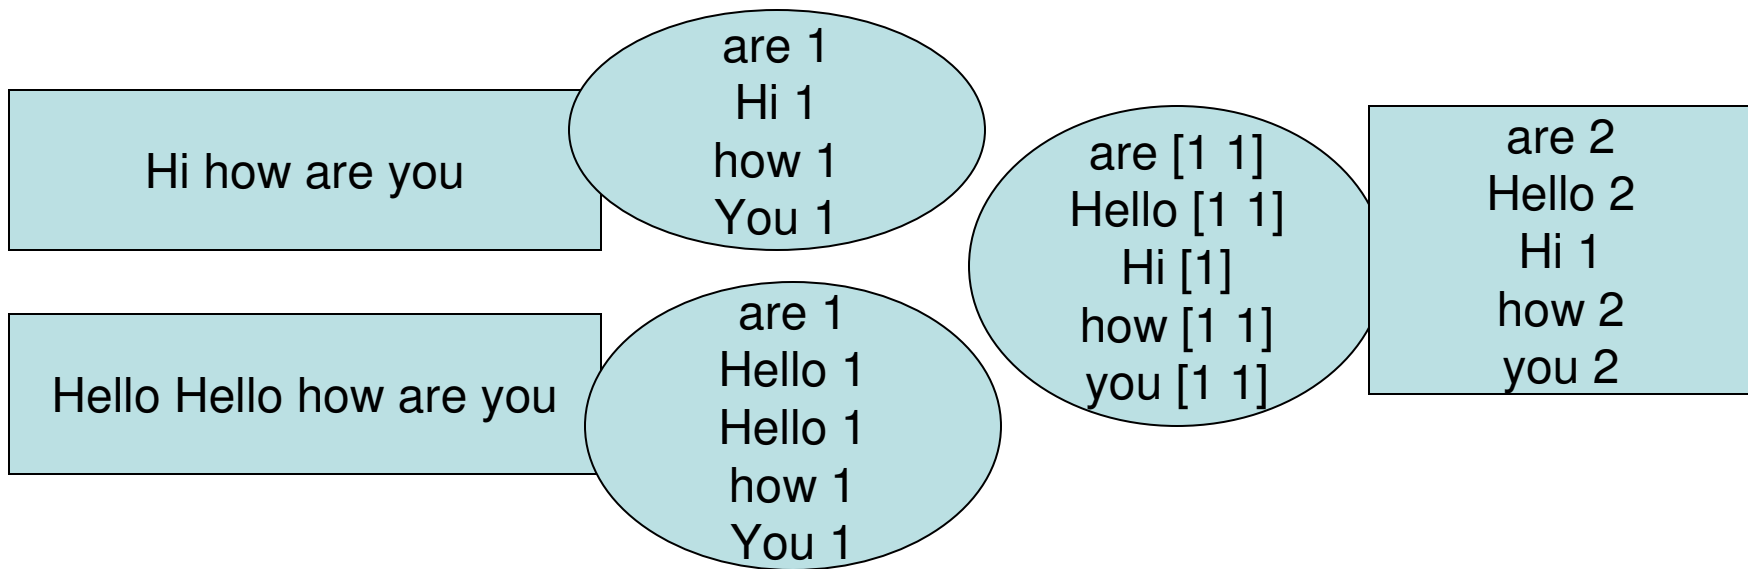 Hi how are you
are 1
Hi 1
how 1
You 1
Hello Hello how are you
are 1
Hello 1
Hello 1
how 1
You 1
are [1 1]
Hello [1 1]
Hi [1]
how [1 1]
you [1 1]
are 2
Hello 2
Hi 1
how 2
you 2